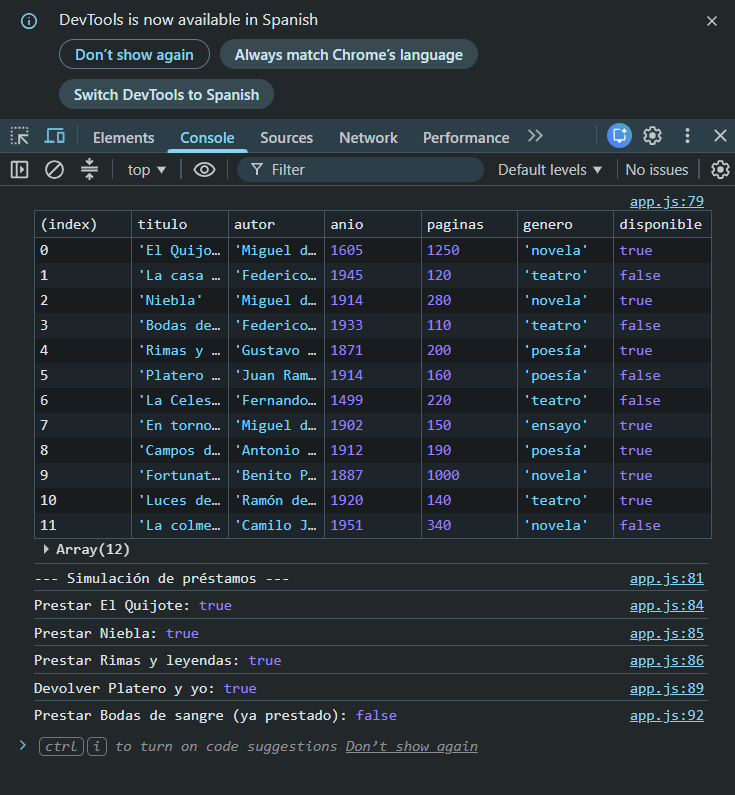 DevTools is now available in Spanish
Don't show again Always match Chrome's language
Switch DevTools to Spanish
Elements Console Sources Network Performance
top Filter Default levels No issues
app.js:79
(index) titulo autor anio paginas genero disponible
0 'El Quijo… 'Miguel d… 1605 1250 'novela' true
1 'La casa … 'Federico… 1945 120 'teatro' false
2 'Niebla' 'Miguel d… 1914 280 'novela' true
3 'Bodas de… 'Federico… 1933 110 'teatro' false
4 'Rimas y … 'Gustavo … 1871 200 'poesía' true
5 'Platero … 'Juan Ram… 1914 160 'poesía' false
6 'La Celes… 'Fernando… 1499 220 'teatro' false
7 'En torno… 'Miguel d… 1902 150 'ensayo' true
8 'Campos d… 'Antonio … 1912 190 'poesía' true
9 'Fortunat… 'Benito P… 1887 1000 'novela' true
10 'Luces de… 'Ramón de… 1920 140 'teatro' true
11 'La colme… 'Camilo J… 1951 340 'novela' false
Array(12)
--- Simulación de préstamos --- app.js:81
Prestar El Quijote: true app.js:84
Prestar Niebla: true app.js:85
Prestar Rimas y leyendas: true app.js:86
Devolver Platero y yo: true app.js:89
Prestar Bodas de sangre (ya prestado): false app.js:92
ctrl i to turn on code suggestions Don't show again